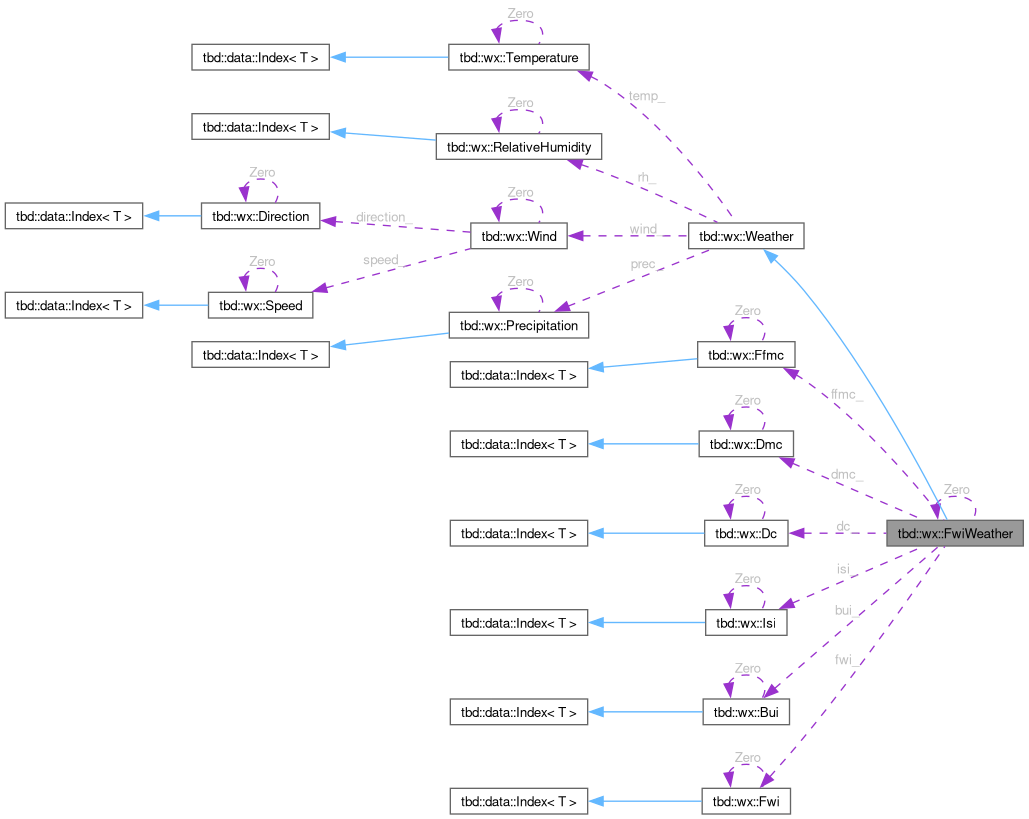 Zero
tbd::data::Index< T >
tbd::wx::Temperature
temp_
Zero
tbd::data::Index< T >
tbd::wx::RelativeHumidity
rh_
Zero
Zero
tbd::data::Index< T >
tbd::wx::Direction
direction_
tbd::wx::Wind
wind_
tbd::wx::Weather
speed_
prec_
Zero
Zero
tbd::data::Index< T >
tbd::wx::Speed
tbd::wx::Precipitation
Zero
tbd::data::Index< T >
tbd::wx::Ffmc
tbd::data::Index< T >
ffmc_
Zero
tbd::data::Index< T >
tbd::wx::Dmc
dmc_
Zero
Zero
tbd::data::Index< T >
tbd::wx::Dc
dc_
tbd::wx::FwiWeather
Zero
isi_
tbd::data::Index< T >
tbd::wx::Isi
bui_
Zero
fwi_
tbd::data::Index< T >
tbd::wx::Bui
Zero
tbd::data::Index< T >
tbd::wx::Fwi